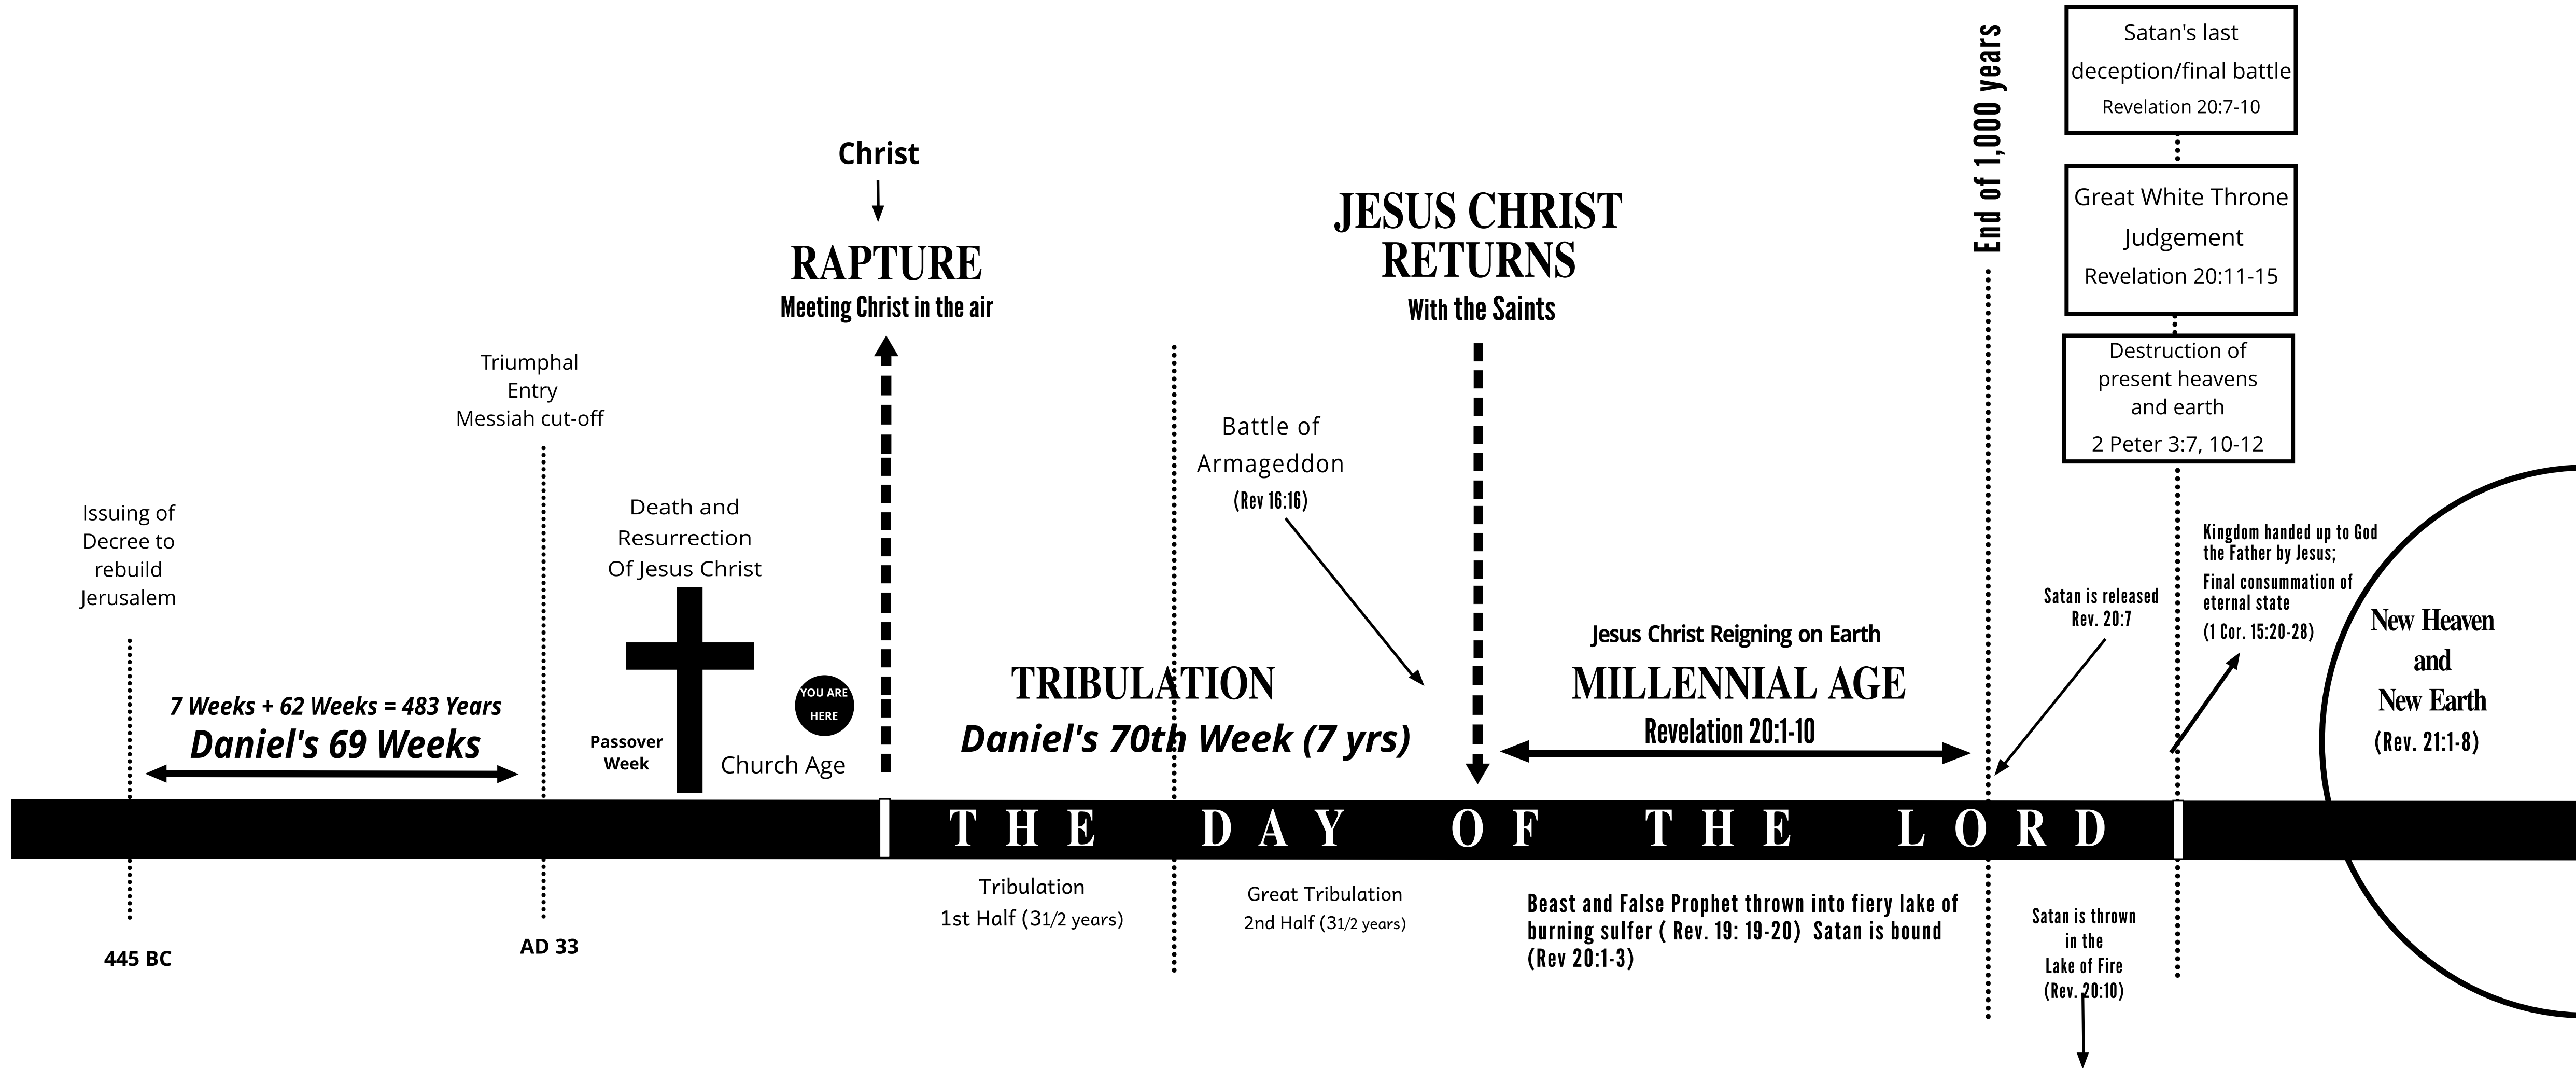 Issuing of
Decree to
rebuild
Jerusalem
7 Weeks + 62 Weeks = 483 Years
Daniel's 69 Weeks
445 BC
Triumphal
Entry
Messiah cut-off
AD 33
Death and
Resurrection
Of Jesus Christ
Passover
Week
YOU ARE
HERE
Church Age
Christ
RAPTURE
Meeting Christ in the air
TRIBULATION
Daniel's 70th Week (7 yrs)
Battle of
Armageddon
(Rev 16:16)
JESUS CHRIST
RETURNS
With the Saints
Jesus Christ Reigning on Earth
MILLENNIAL AGE
Revelation 20:1-10
End of 1,000 years
Satan's last
deception/final battle
Revelation 20:7-10
Great White Throne
Judgement
Revelation 20:11-15
Destruction of
present heavens
and earth
2 Peter 3:7, 10-12
Satan is released
Rev. 20:7
Kingdom handed up to God
the Father by Jesus;
Final consummation of
eternal state
(1 Cor. 15:20-28)
New Heaven
and
New Earth
(Rev. 21:1-8)
THE DAY OF THE LORD
Tribulation
1st Half (31/2 years)
Great Tribulation
2nd Half (31/2 years)
Beast and False Prophet thrown into fiery lake of
burning sulfer ( Rev. 19: 19-20) Satan is bound
(Rev 20:1-3)
Satan is thrown
in the
Lake of Fire
(Rev. 20:10)